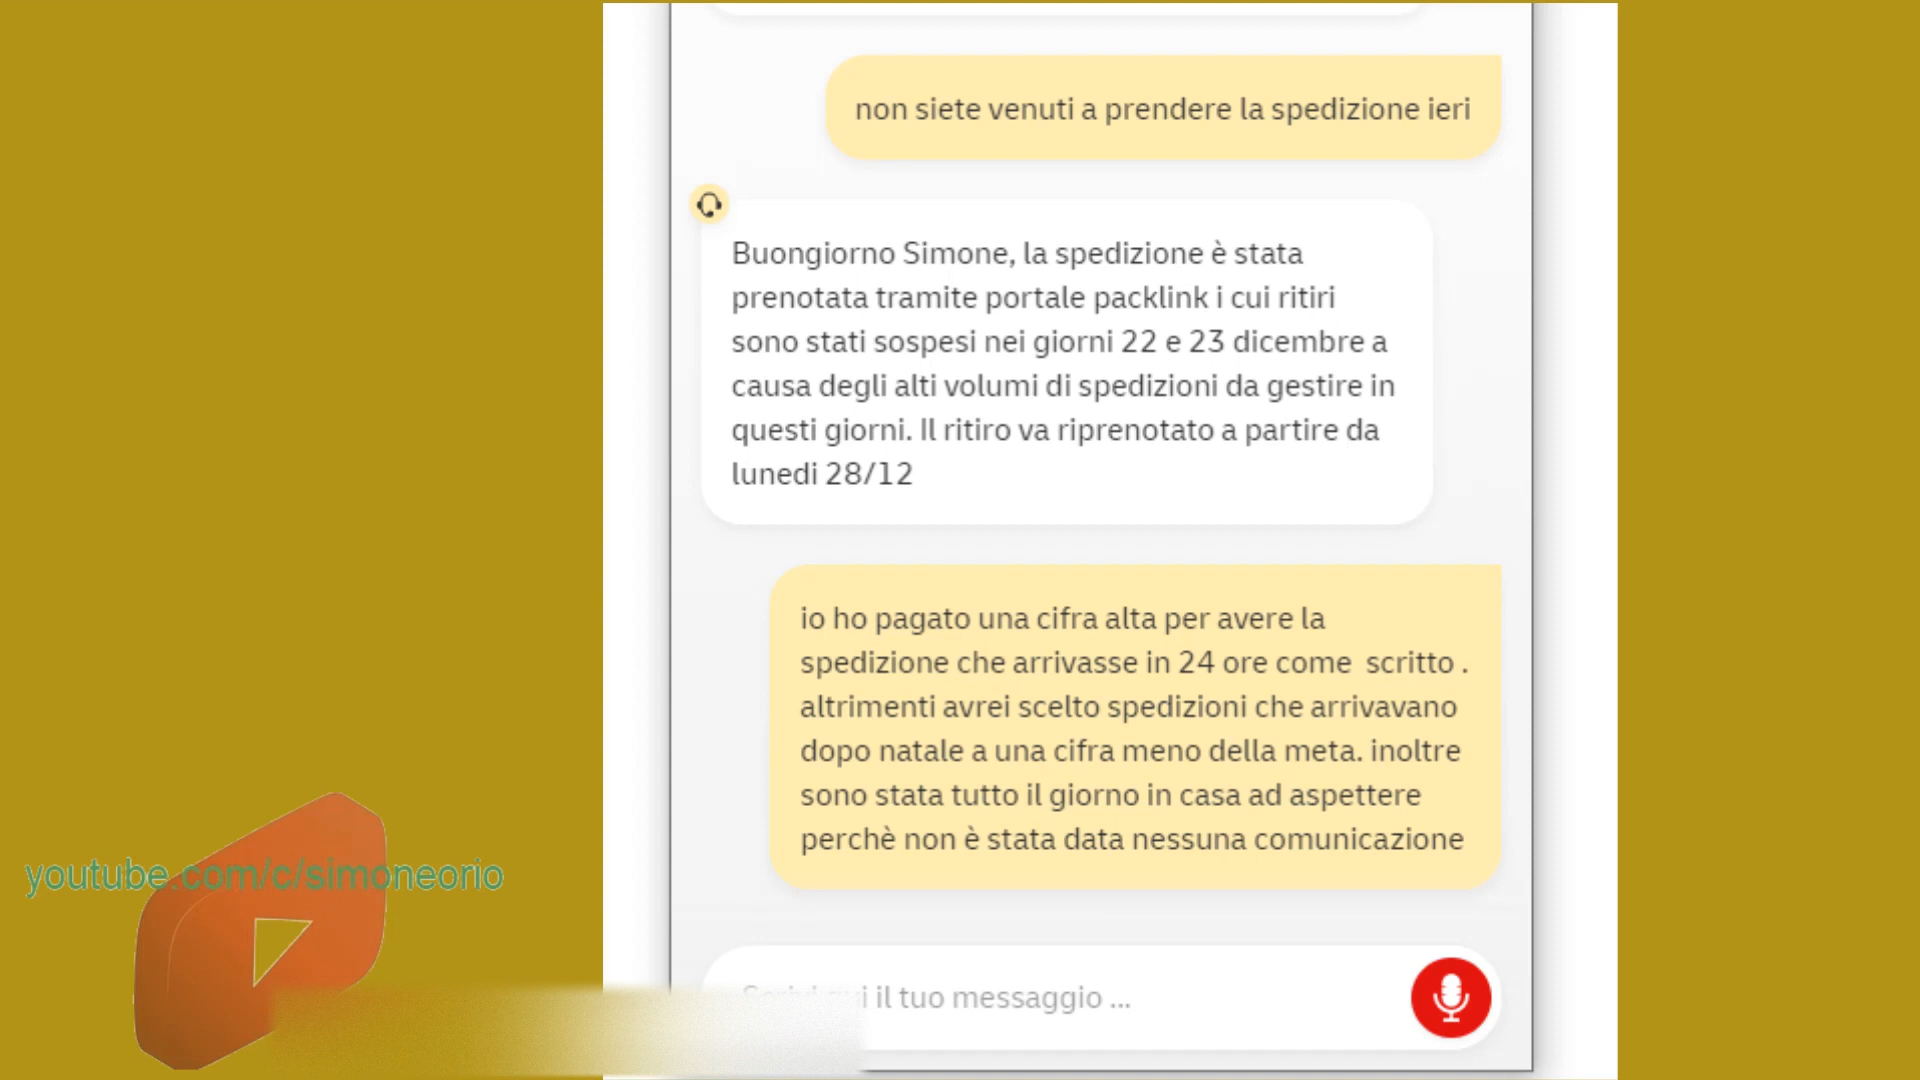 non siete venuti a prendere la spedizione ieri
Buongiorno Simone, la spedizione è stata
prenotata tramite portale packlink i cui ritiri
sono stati sospesi nei giorni 22 e 23 dicembre a
causa degli alti volumi di spedizioni da gestire in
questi giorni. Il ritiro va riprenotato a partire da
lunedi 28/12
io ho pagato una cifra alta per avere la
spedizione che arrivasse in 24 ore come  scritto .
altrimenti avrei scelto spedizioni che arrivavano
dopo natale a una cifra meno della meta. inoltre
sono stata tutto il giorno in casa ad aspettere
perchè non è stata data nessuna comunicazione
youtube.com/c/simoneorio
il tuo messaggio ...